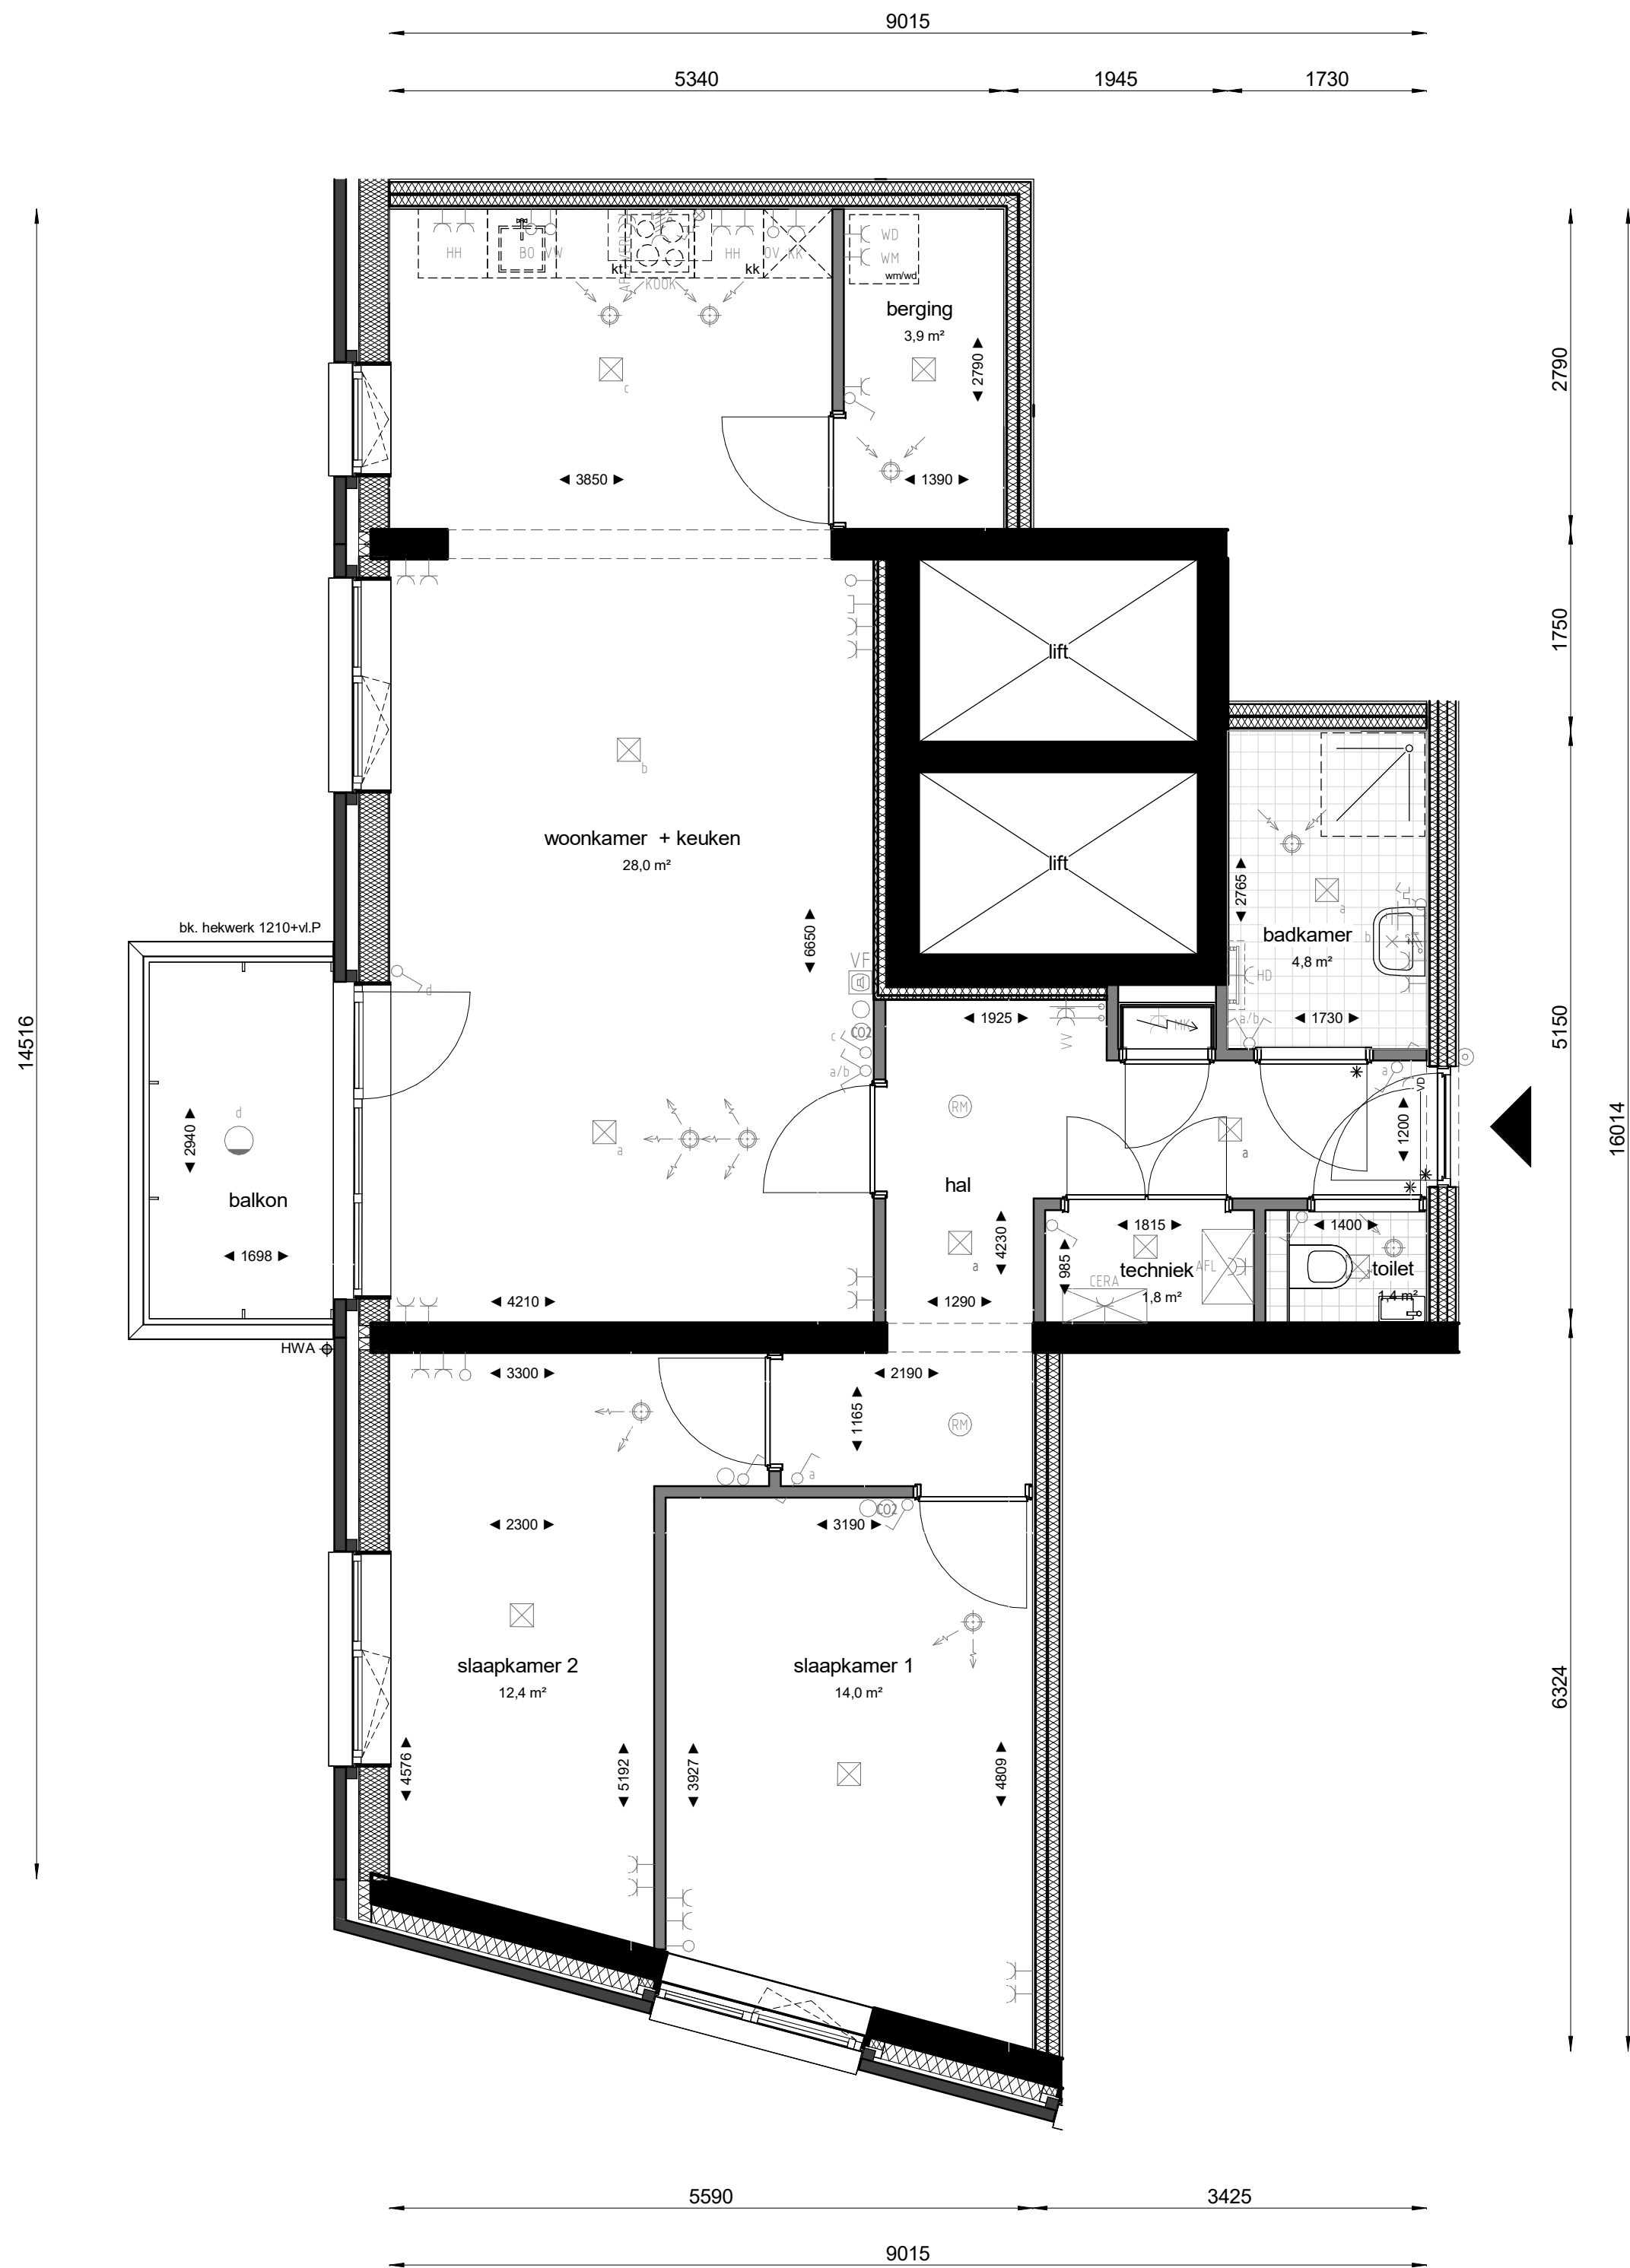 9015
5340
1945
1730
HH
BO
VW
kt
KOOK
HH
kk
OV
KK
WD
WM
wm/wd
berging
3,9 m²
2790
2790
c
3850
1390
1750
lift
b
woonkamer + keuken
28,0 m²
lift
2765
a
badkamer
b
4,8 m²
bk. hekwerk 1210+vl.P
6650
VF
HD
d
14516
1925
VV
MK
a/b
1730
5150
CO2
c
a/b
a
VD
RM
1200
16014
d
2940
a
a
balkon
hal
1698
4230
a
985
1815
1400
techniek
AFL
toilet
CERA
1,8 m²
1,4 m²
4210
1290
HWA
3300
2190
1165
RM
a
CO2
2300
3190
slaapkamer 2
12,4 m²
slaapkamer 1
14,0 m²
6324
4576
5192
3927
4809
5590
3425
9015